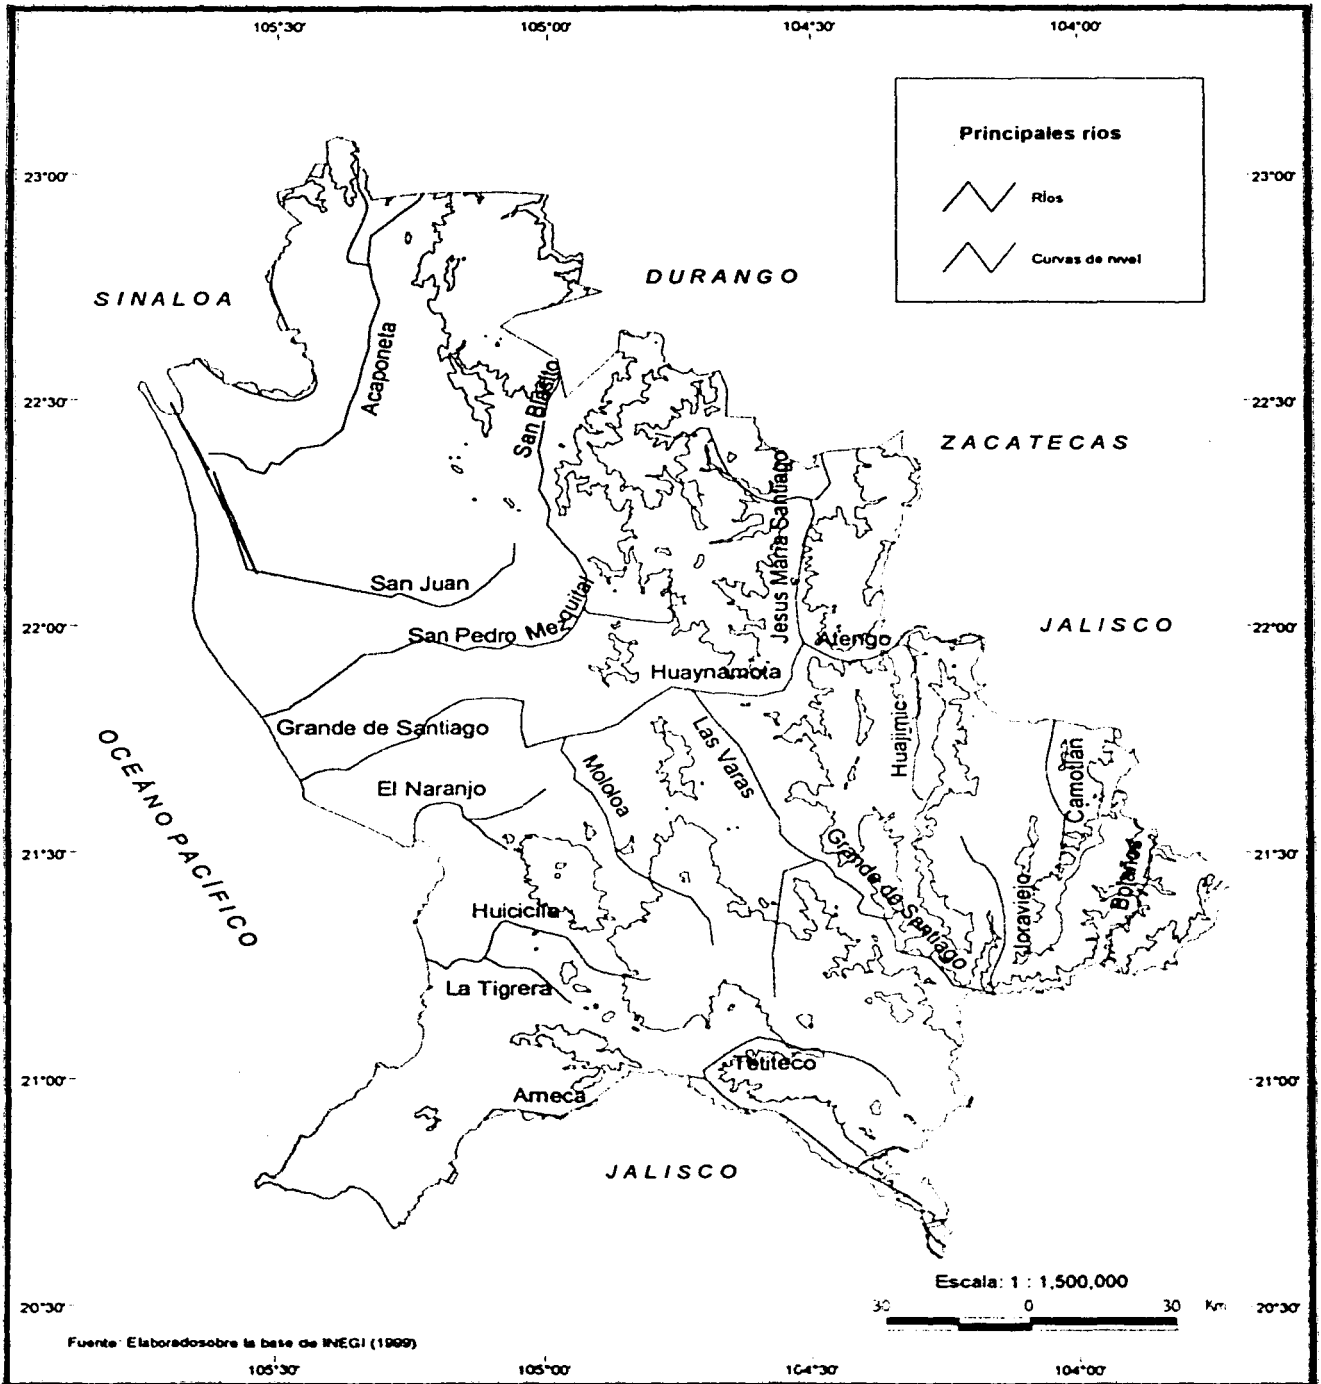 105°30'
105°00'
104°30'
104°00'
Principales rios
Ríos
Curvas de nivel
23°00'
23°00'
DURANGO
SINALOA
Acaponeta
San Blasito
22°30'
22°30'
ZACATECAS
Jesus Maria Santiago
San Juan
San Pedro Mezquital
22°00'
22°00'
JALISCO
Atengo
Huaynamota
Grande de Santiago
Las Varas
Huajimic
OCEÁNO PACÍFICO
El Naranjo
Mololoa
Camotlan
21°30'
21°30'
Grande de Santiago
Joraviejo
Bolaños
Huicicila
La Tigrera
21°00'
21°00'
Tetiteco
Ameca
JALISCO
Escala: 1 : 1,500,000
30 0 30 Km
20°30'
20°30'
Fuente: Elaboradosobre la base de INEGI (1999)
105°30'
105°00'
104°30'
104°00'